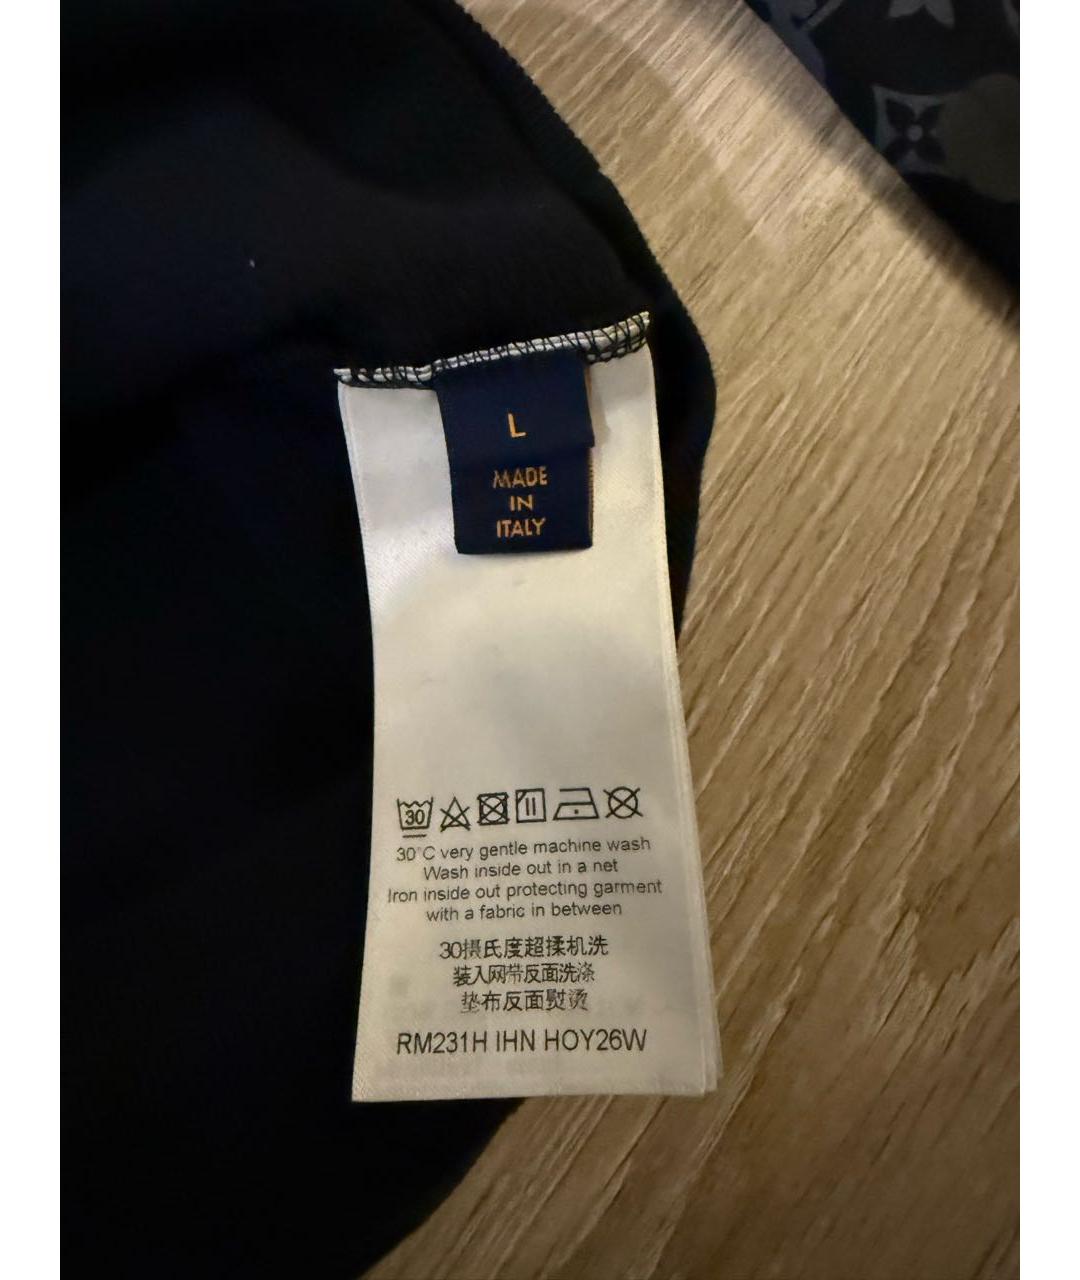 L
MADE
IN
ITALY
30
30°C very gentle machine wash
Wash inside out in a net
Iron inside out protecting garment
with a fabric in between
30摄氏度超揉机洗
装入网带反面洗涤
垫布反面熨烫
RM231H IHN HOY26W